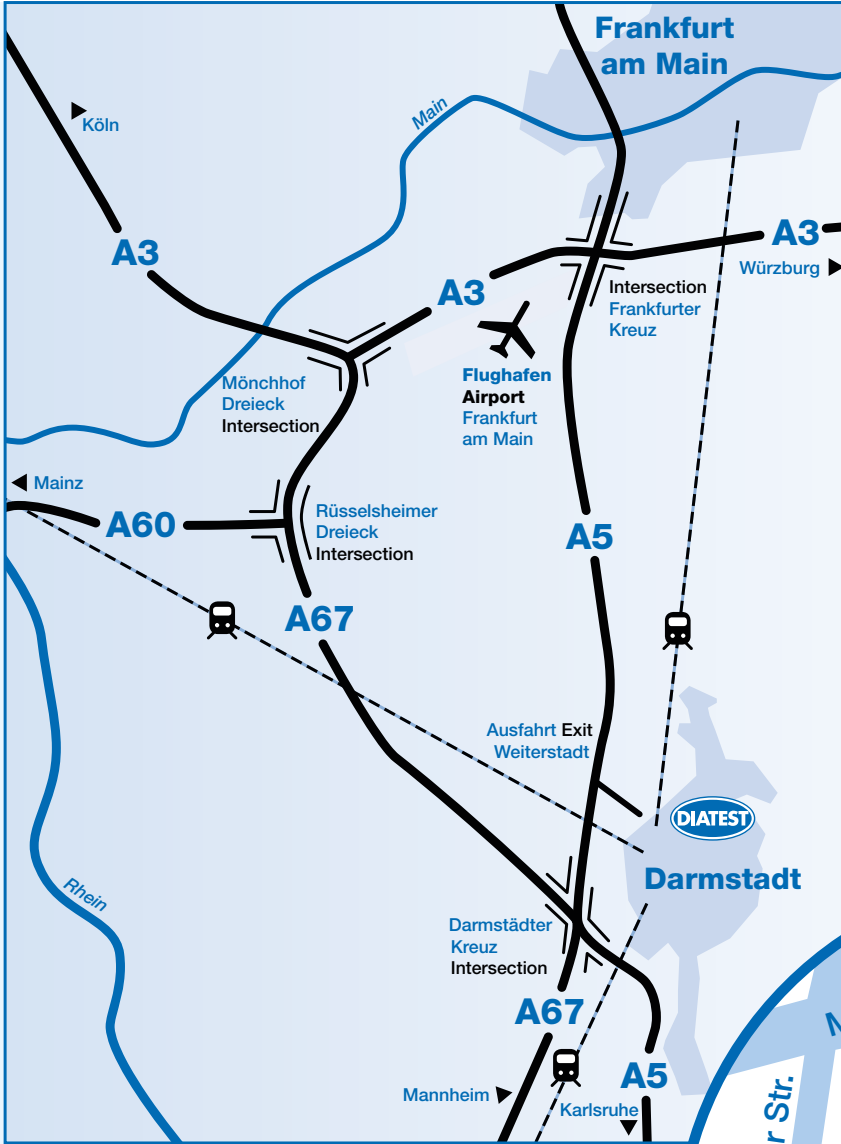 Frankfurt
am Main
Köln
Main
A3
A3
A3
Würzburg
Intersection
Frankfurter
Kreuz
Mönchhof
Dreieck
Intersection
Flughafen
Airport
Frankfurt
am Main
Mainz
A60
Rüsselsheimer
Dreieck
Intersection
A5
A67
Ausfahrt Exit
Weiterstadt
DIATEST
Darmstadt
Rhein
Darmstädter
Kreuz
Intersection
A67
A5
Mannheim
Karlsruhe
r Str.